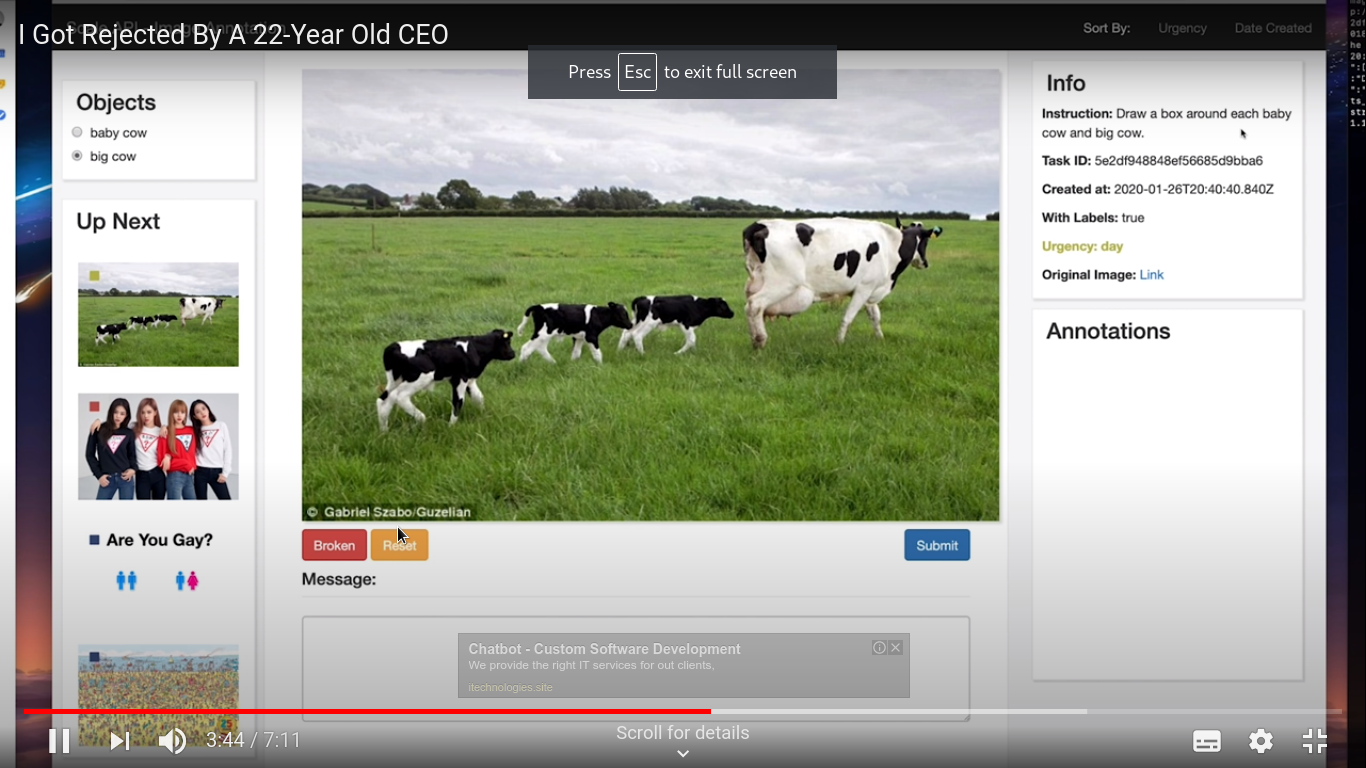 Scale API - Image Annotation
I Got Rejected By A 22-Year Old CEO
Sort By: Urgency Date Created
Press Esc to exit full screen
Objects
baby cow
big cow
Up Next
Are You Gay?
© Gabriel Szabo/Guzelian
Broken Reset Submit
Message:
Info
Instruction: Draw a box around each baby
cow and big cow.
Task ID: 5e2df948848ef56685d9bba6
Created at: 2020-01-26T20:40:40.840Z
With Labels: true
Urgency: day
Original Image: Link
Annotations
Chatbot - Custom Software Development
We provide the right IT services for out clients,
itechnologies.site
3:44 / 7:11
Scroll for details